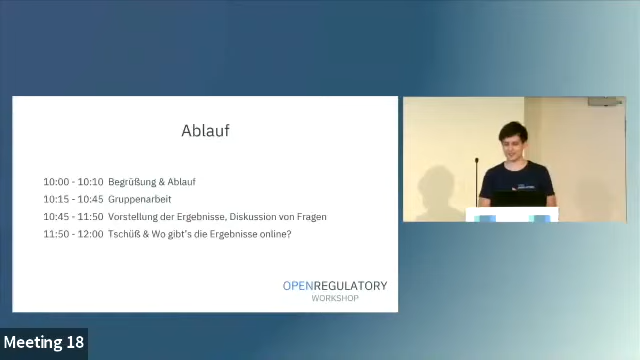 Ablauf
10:00 - 10:10 Begrüßung & Ablauf
10:15 - 10:45 Gruppenarbeit
10:45 - 11:50 Vorstellung der Ergebnisse, Diskussion von Fragen
11:50 - 12:00 Tschüß & Wo gibt's die Ergebnisse online?
OPENREGULATORY
WORKSHOP
Meeting 18